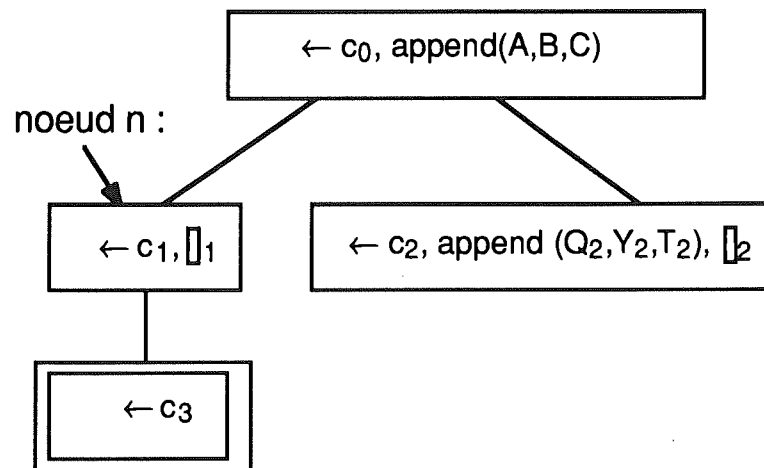 ← c₀, append(A,B,C)
noeud n :
← c₁, []₁
← c₂, append (Q₂,Y₂,T₂), []₂
← c₃